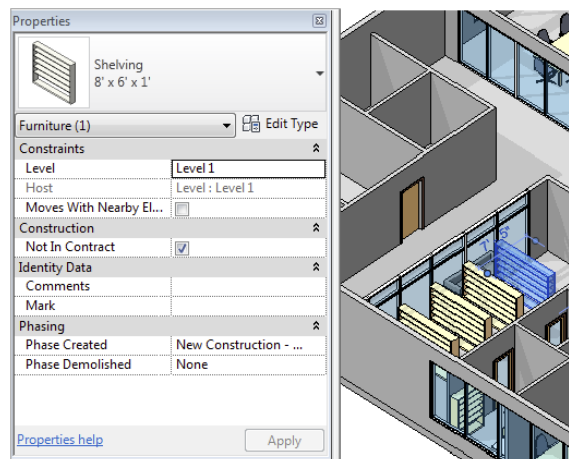 Properties
Shelving
8' x 6' x 1'
Furniture (1)
Edit Type
Constraints
Level Level 1
Host Level : Level 1
Moves With Nearby El...
Construction
Not In Contract
Identity Data
Comments
Mark
Phasing
Phase Created New Construction - ...
Phase Demolished None
Properties help Apply
7' 5"